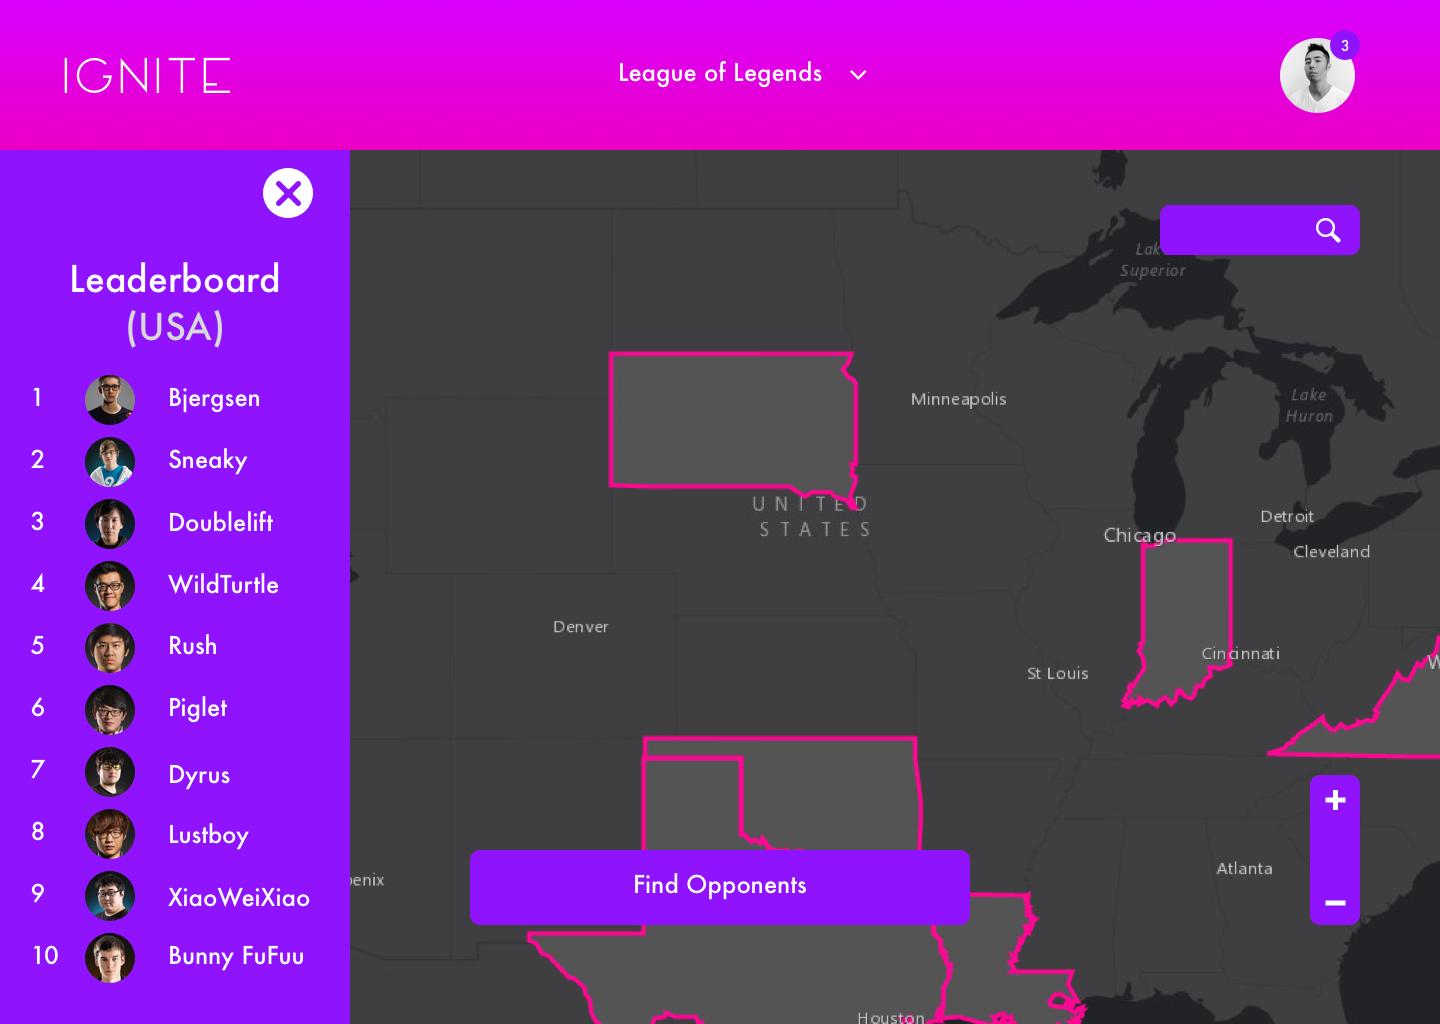 IGNITE
League of Legends
3
Leaderboard
(USA)
1 Bjergsen
2 Sneaky
3 Doublelift
4 WildTurtle
5 Rush
6 Piglet
7 Dyrus
8 Lustboy
9 XiaoWeiXiao
10 Bunny FuFuu
Superior
Lake
Huron
Minneapolis
UNITED
STATES
Chicago
Detroit
Cleveland
Denver
Cincinnati
St Louis
W
+
Atlanta
enix
Find Opponents
−
Houston